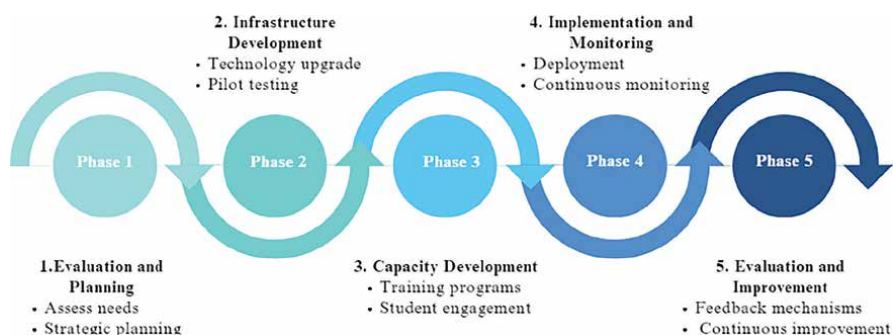 2. Infrastructure
Development
• Technology upgrade
• Pilot testing
4. Implementation and
Monitoring
• Deployment
• Continuous monitoring
Phase 1
Phase 2
Phase 3
Phase 4
Phase 5
1.Evaluation and
Planning
• Assess needs
• Strategic planning
3. Capacity Development
• Training programs
• Student engagement
5. Evaluation and
Improvement
• Feedback mechanisms
• Continuous improvement